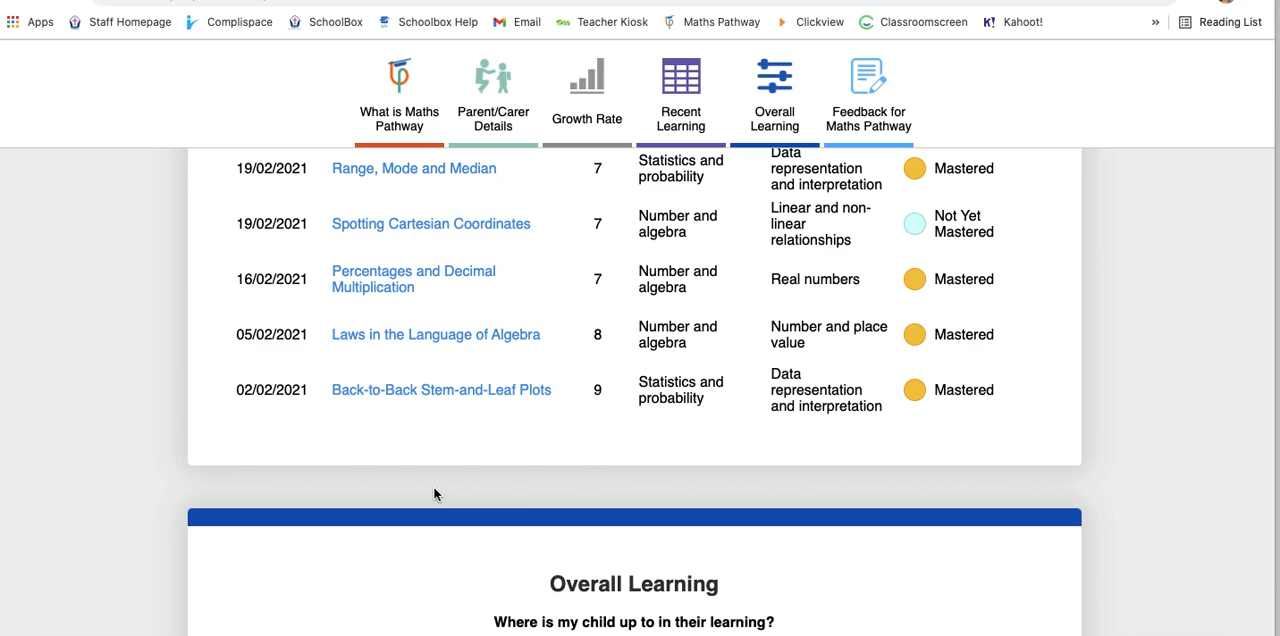 Apps Staff Homepage Complispace SchoolBox Schoolbox Help Email Teacher Kiosk Maths Pathway Clickview Classroomscreen K! Kahoot! » Reading List
What is Maths
Pathway
Parent/Carer
Details
Growth Rate
Recent
Learning
Overall
Learning
Feedback for
Maths Pathway
19/02/2021 Range, Mode and Median 7
Statistics and
probability
Data
representation
and interpretation
Mastered
19/02/2021 Spotting Cartesian Coordinates 7
Number and
algebra
Linear and non-
linear
relationships
Not Yet
Mastered
16/02/2021
Percentages and Decimal
Multiplication
7
Number and
algebra
Real numbers
Mastered
05/02/2021 Laws in the Language of Algebra 8
Number and
algebra
Number and place
value
Mastered
02/02/2021 Back-to-Back Stem-and-Leaf Plots 9
Statistics and
probability
Data
representation
and interpretation
Mastered
Overall Learning
Where is my child up to in their learning?